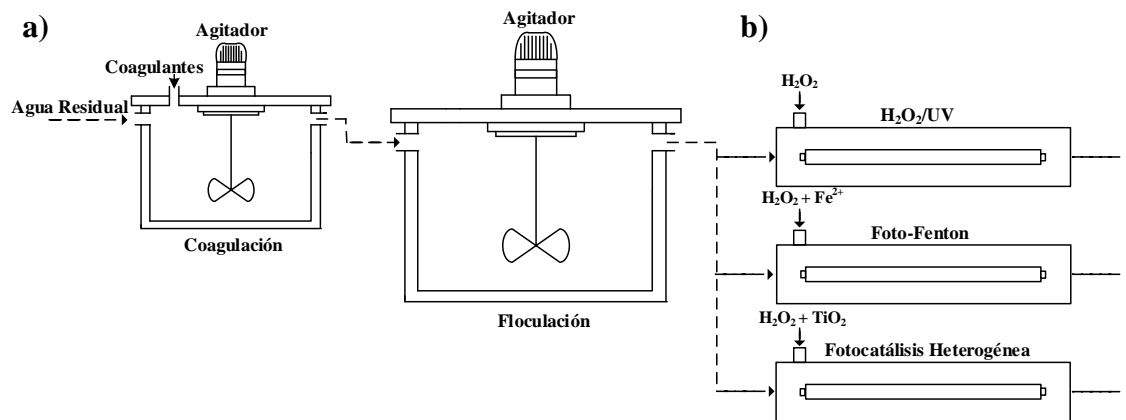 a)
Agitador
Coagulantes
Agua Residual
Coagulación
Agitador
Floculación
b)
H₂O₂
H₂O₂/UV
H₂O₂ + Fe²⁺
Foto-Fenton
H₂O₂ + TiO₂
Fotocatálisis Heterogénea